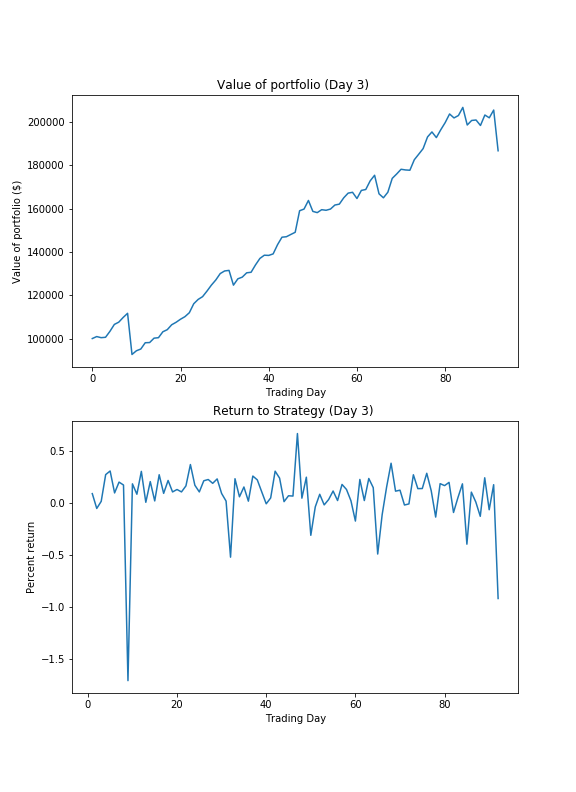 Value of portfolio (Day 3)
200000
180000
160000
140000
120000
100000
Value of portfolio ($)
0 20 40 60 80
Trading Day
Return to Strategy (Day 3)
0.5
0.0
−0.5
−1.0
−1.5
Percent return
0 20 40 60 80
Trading Day